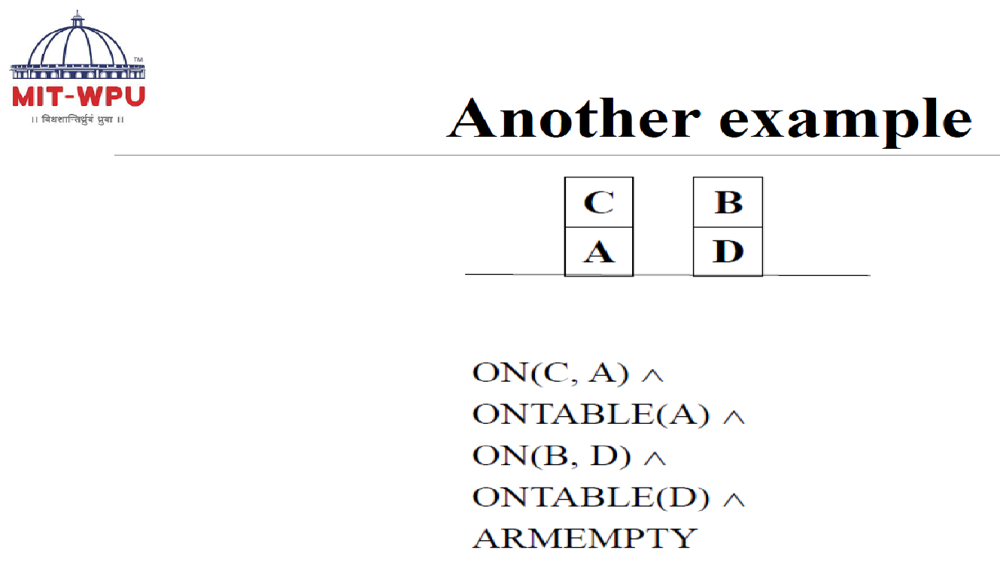 TM
MIT-WPU
Another example
C
B
A
D
ON(C, A) ∧
ONTABLE(A) ∧
ON(B, D) ∧
ONTABLE(D) ∧
ARMEMPTY